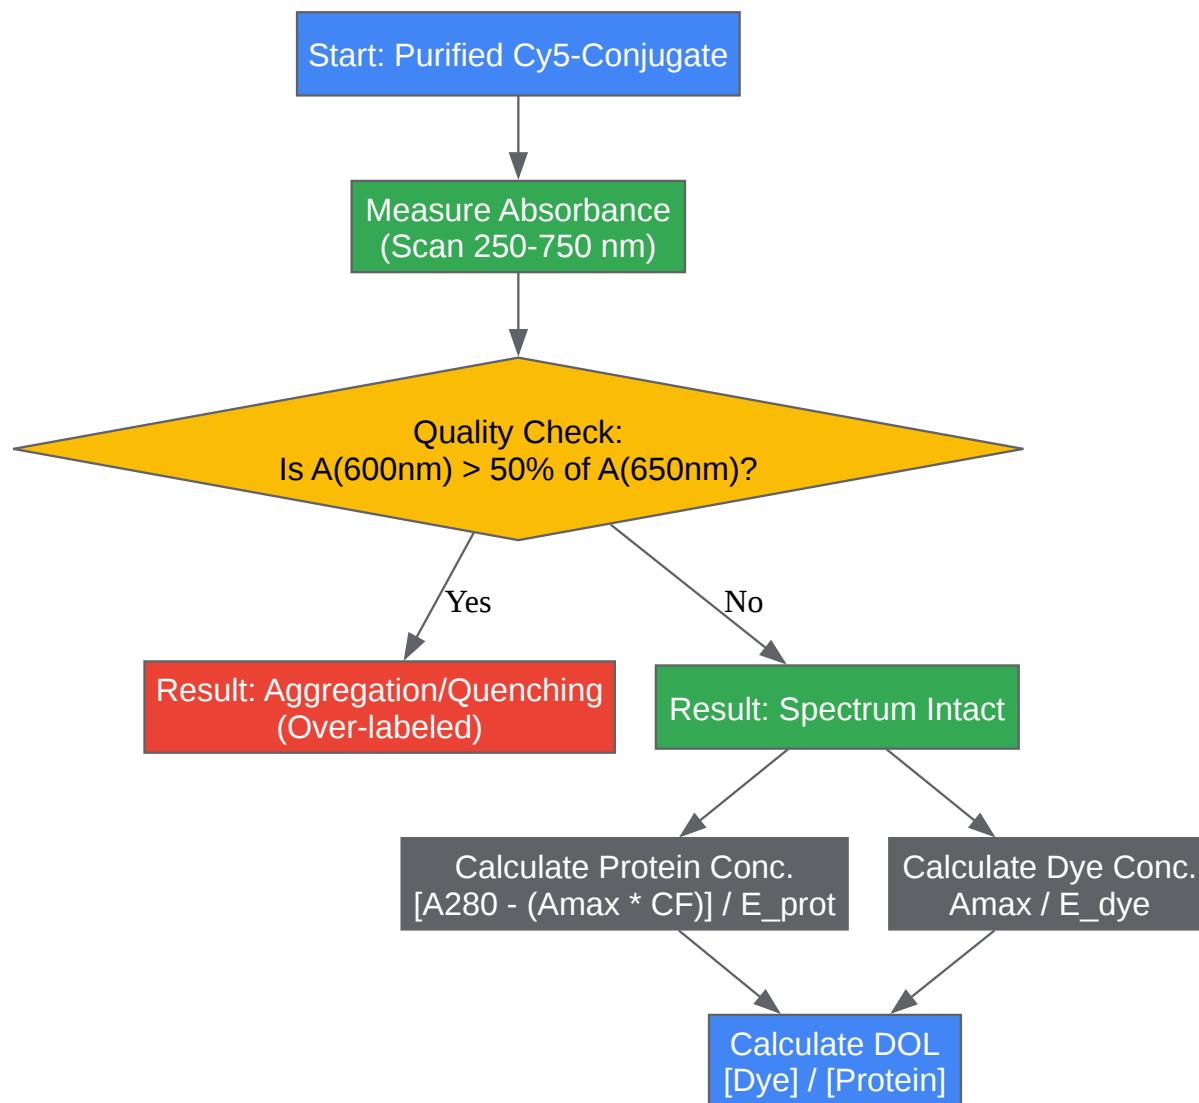 Start: Purified Cy5-Conjugate
Measure Absorbance
(Scan 250-750 nm)
Quality Check:
Is A(600nm) > 50% of A(650nm)?
Yes
No
Result: Aggregation/Quenching
(Over-labeled)
Result: Spectrum Intact
Calculate Protein Conc.
[A280 - (Amax * CF)] / E_prot
Calculate Dye Conc.
Amax / E_dye
Calculate DOL
[Dye] / [Protein]